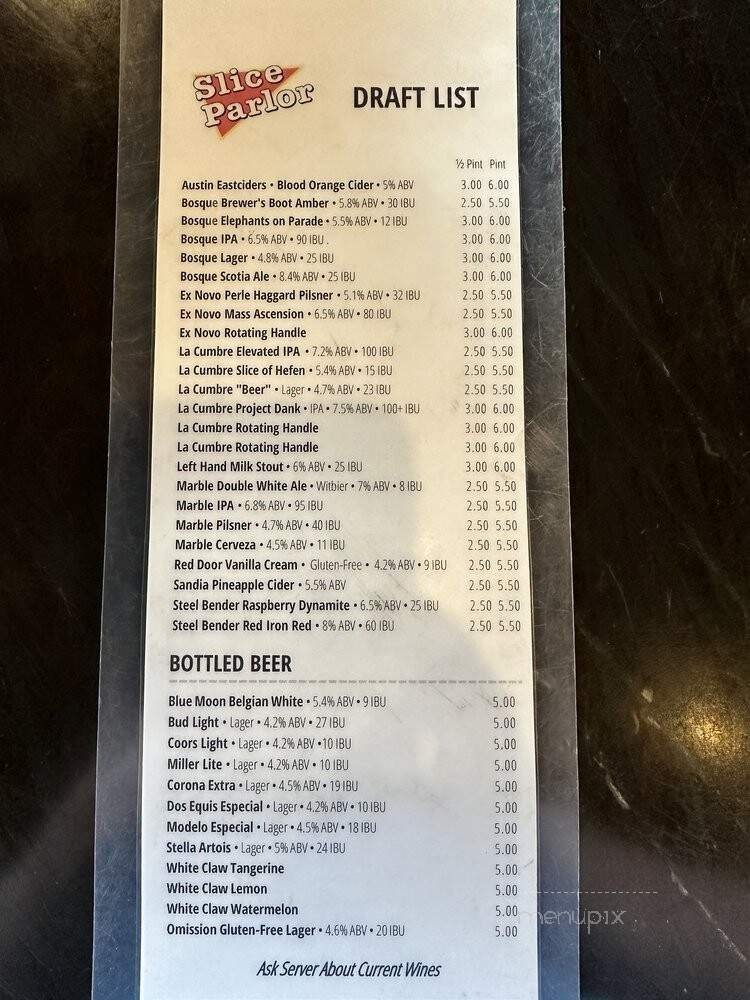 Slice
Parlor
DRAFT LIST
½ Pint Pint
Austin Eastciders • Blood Orange Cider • 5% ABV 3.00 6.00
Bosque Brewer's Boot Amber • 5.8% ABV • 30 IBU 2.50 5.50
Bosque Elephants on Parade • 5.5% ABV • 12 IBU 3.00 6.00
Bosque IPA • 6.5% ABV • 90 IBU . 3.00 6.00
Bosque Lager • 4.8% ABV • 25 IBU 3.00 6.00
Bosque Scotia Ale • 8.4% ABV • 25 IBU 3.00 6.00
Ex Novo Perle Haggard Pilsner • 5.1% ABV • 32 IBU 2.50 5.50
Ex Novo Mass Ascension • 6.5% ABV • 80 IBU 2.50 5.50
Ex Novo Rotating Handle 3.00 6.00
La Cumbre Elevated IPA • 7.2% ABV • 100 IBU 2.50 5.50
La Cumbre Slice of Hefen • 5.4% ABV • 15 IBU 2.50 5.50
La Cumbre "Beer" • Lager • 4.7% ABV • 23 IBU 2.50 5.50
La Cumbre Project Dank • IPA • 7.5% ABV • 100+ IBU 3.00 6.00
La Cumbre Rotating Handle 3.00 6.00
La Cumbre Rotating Handle 3.00 6.00
Left Hand Milk Stout • 6% ABV • 25 IBU 3.00 6.00
Marble Double White Ale • Witbier • 7% ABV • 8 IBU 2.50 5.50
Marble IPA • 6.8% ABV • 95 IBU 2.50 5.50
Marble Pilsner • 4.7% ABV • 40 IBU 2.50 5.50
Marble Cerveza • 4.5% ABV • 11 IBU 2.50 5.50
Red Door Vanilla Cream • Gluten-Free • 4.2% ABV • 9 IBU 2.50 5.50
Sandia Pineapple Cider • 5.5% ABV 2.50 5.50
Steel Bender Raspberry Dynamite • 6.5% ABV • 25 IBU 2.50 5.50
Steel Bender Red Iron Red • 8% ABV • 60 IBU 2.50 5.50
BOTTLED BEER
Blue Moon Belgian White • 5.4% ABV • 9 IBU 5.00
Bud Light • Lager • 4.2% ABV • 27 IBU 5.00
Coors Light • Lager • 4.2% ABV •10 IBU 5.00
Miller Lite • Lager • 4.2% ABV • 10 IBU 5.00
Corona Extra • Lager • 4.5% ABV • 19 IBU 5.00
Dos Equis Especial • Lager • 4.2% ABV • 10 IBU 5.00
Modelo Especial • Lager • 4.5% ABV • 18 IBU 5.00
Stella Artois • Lager • 5% ABV • 24 IBU 5.00
White Claw Tangerine 5.00
White Claw Lemon 5.00
White Claw Watermelon 5.00
Omission Gluten-Free Lager • 4.6% ABV • 20 IBU 5.00
Ask Server About Current Wines
menupix